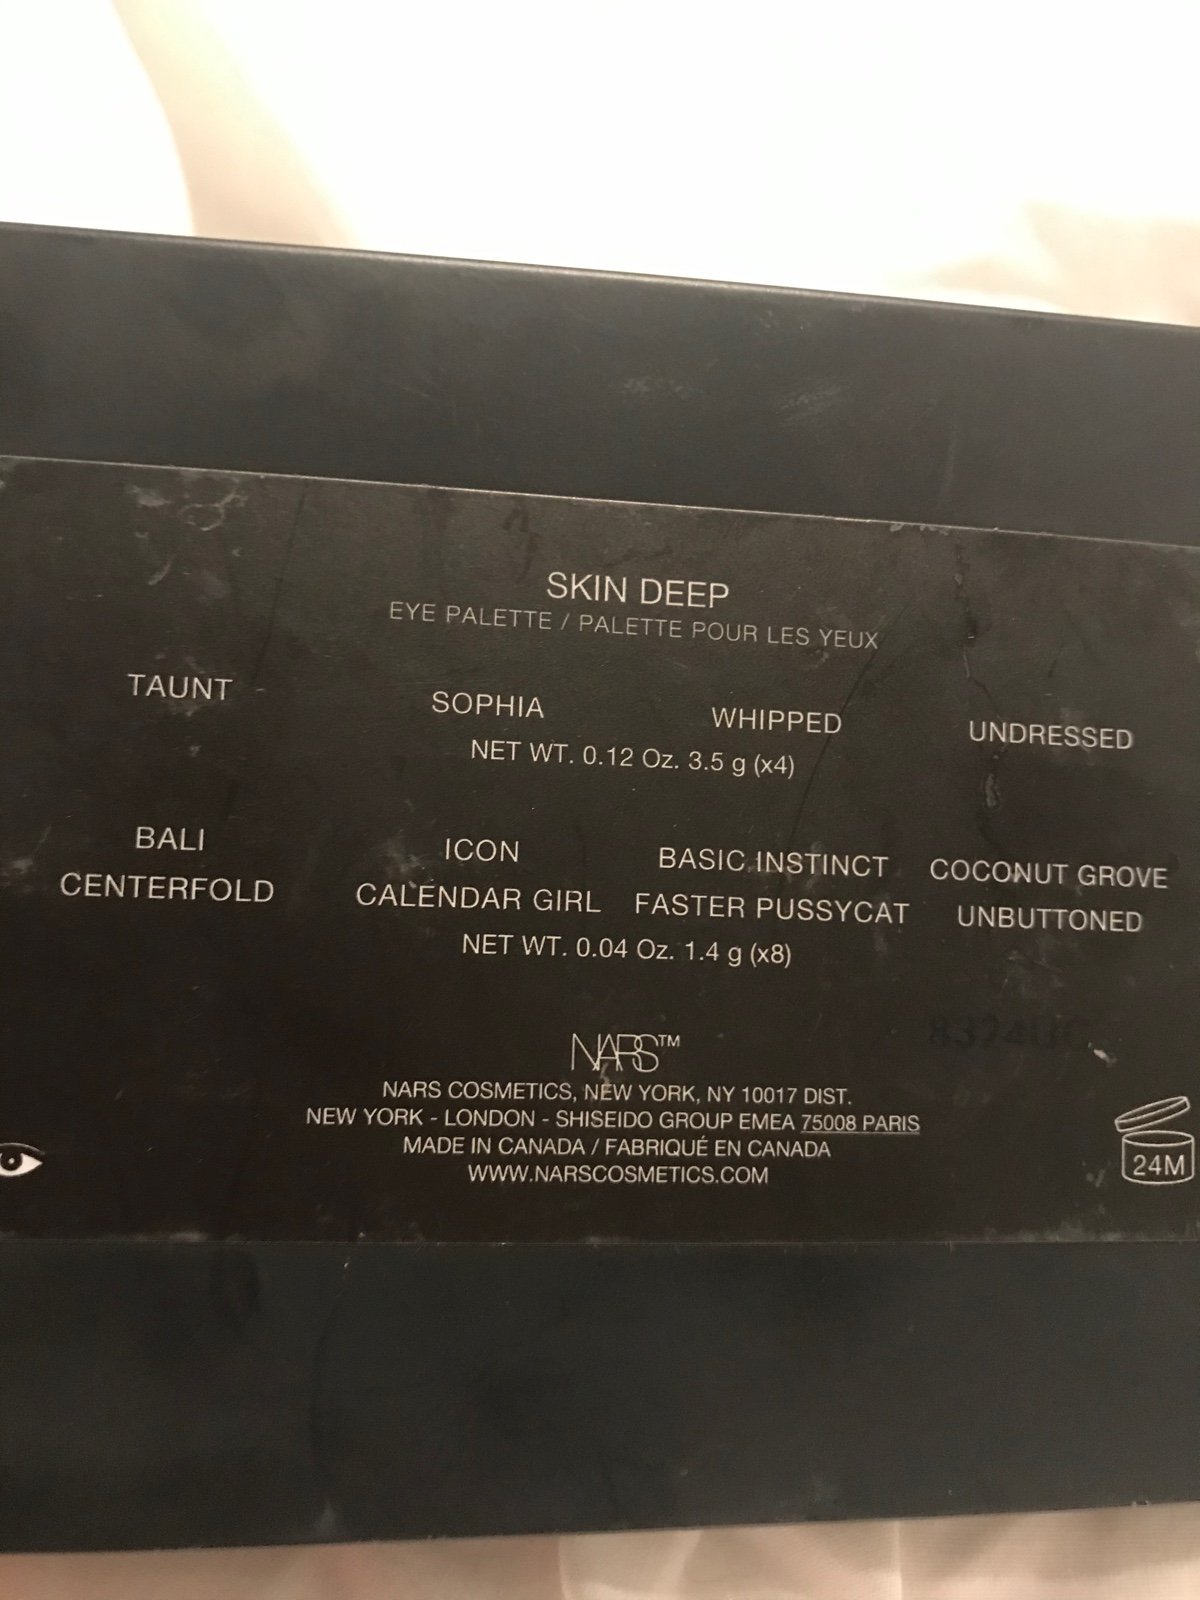 SKIN DEEP
EYE PALETTE / PALETTE POUR LES YEUX
TAUNT SOPHIA WHIPPED UNDRESSED
NET WT. 0.12 Oz. 3.5 g (x4)
BALI ICON BASIC INSTINCT COCONUT GROVE
CENTERFOLD CALENDAR GIRL FASTER PUSSYCAT UNBUTTONED
NET WT. 0.04 Oz. 1.4 g (x8)
NARS™
NARS COSMETICS, NEW YORK, NY 10017 DIST.
NEW YORK - LONDON - SHISEIDO GROUP EMEA 75008 PARIS
MADE IN CANADA / FABRIQUÉ EN CANADA
WWW.NARSCOSMETICS.COM
24M